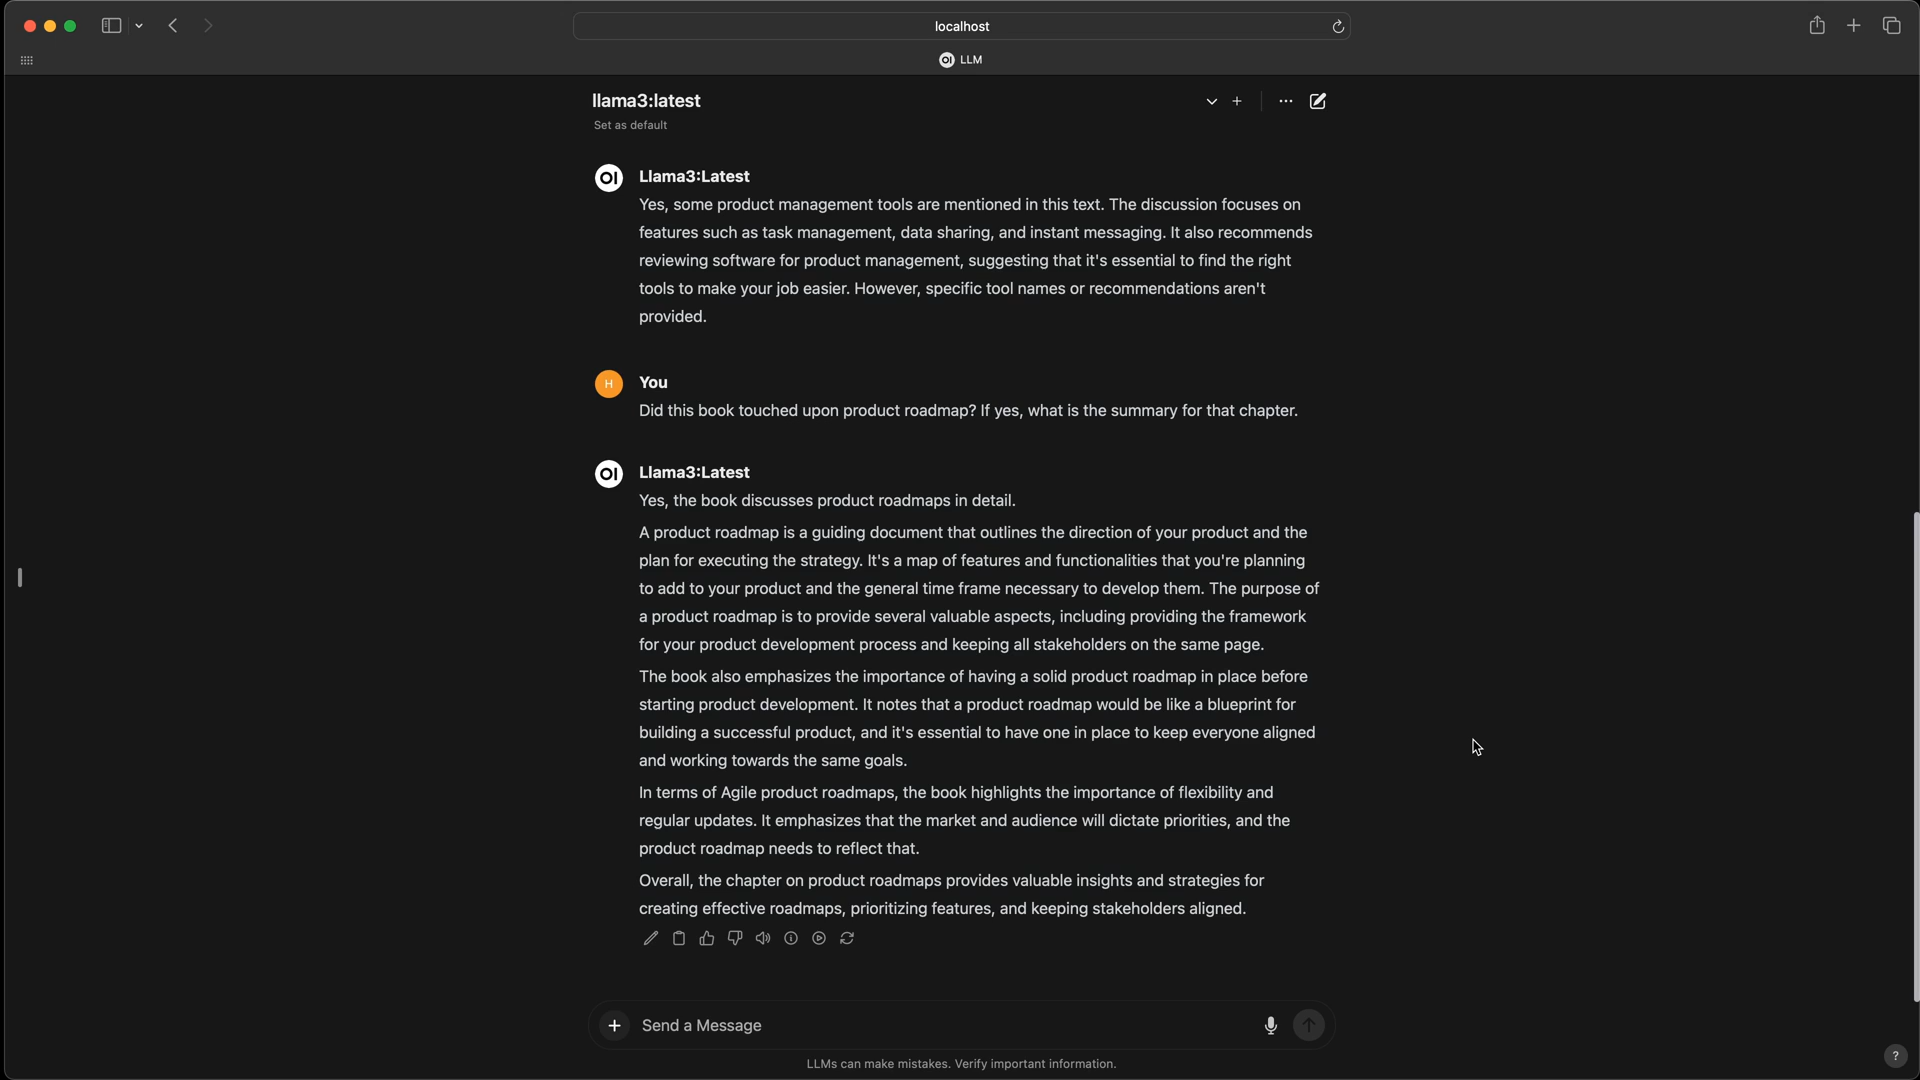 localhost
OI LLM
llama3:latest
Set as default
OI Llama3:Latest
Yes, some product management tools are mentioned in this text. The discussion focuses on
features such as task management, data sharing, and instant messaging. It also recommends
reviewing software for product management, suggesting that it's essential to find the right
tools to make your job easier. However, specific tool names or recommendations aren't
provided.
H You
Did this book touched upon product roadmap? If yes, what is the summary for that chapter.
OI Llama3:Latest
Yes, the book discusses product roadmaps in detail.
A product roadmap is a guiding document that outlines the direction of your product and the
plan for executing the strategy. It's a map of features and functionalities that you're planning
to add to your product and the general time frame necessary to develop them. The purpose of
a product roadmap is to provide several valuable aspects, including providing the framework
for your product development process and keeping all stakeholders on the same page.
The book also emphasizes the importance of having a solid product roadmap in place before
starting product development. It notes that a product roadmap would be like a blueprint for
building a successful product, and it's essential to have one in place to keep everyone aligned
and working towards the same goals.
In terms of Agile product roadmaps, the book highlights the importance of flexibility and
regular updates. It emphasizes that the market and audience will dictate priorities, and the
product roadmap needs to reflect that.
Overall, the chapter on product roadmaps provides valuable insights and strategies for
creating effective roadmaps, prioritizing features, and keeping stakeholders aligned.
Send a Message
LLMs can make mistakes. Verify important information.
?